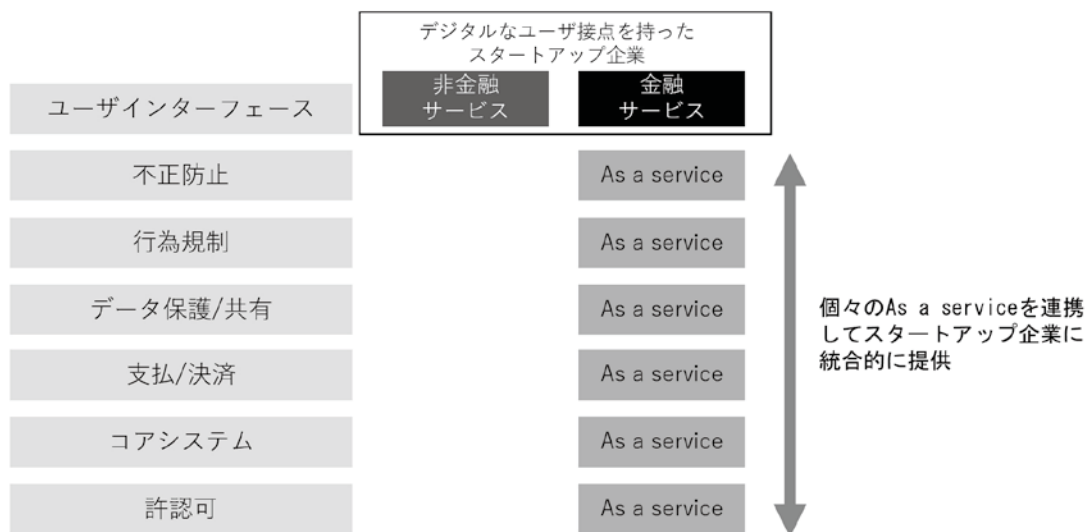 デジタルなユーザ接点を持った
スタートアップ企業
非金融
サービス
金融
サービス
ユーザインターフェース
不正防止
As a service
行為規制
As a service
データ保護/共有
As a service
支払/決済
As a service
コアシステム
As a service
許認可
As a service
個々のAs a serviceを連携
してスタートアップ企業に
統合的に提供